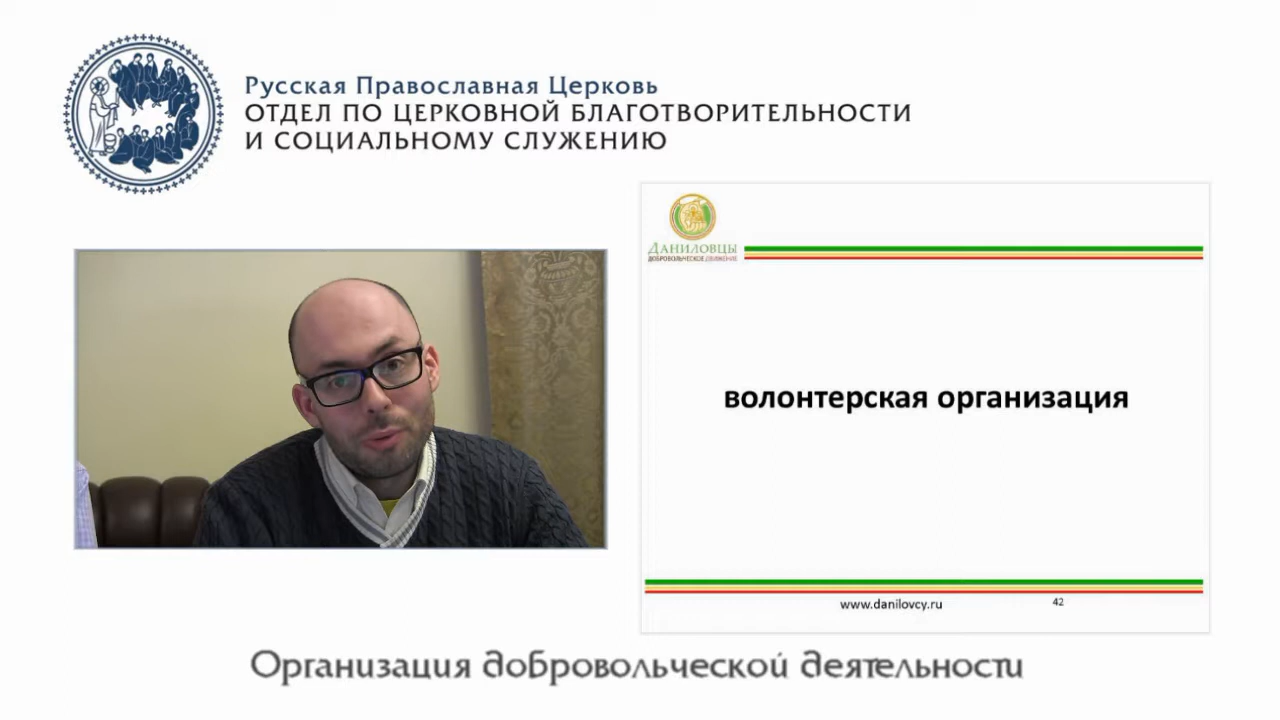 Русская Православная Церковь
ОТДЕЛ ПО ЦЕРКОВНОЙ БЛАГОТВОРИТЕЛЬНОСТИ
И СОЦИАЛЬНОМУ СЛУЖЕНИЮ
ДАНИЛОВЦЫ
ДОБРОВОЛЬЧЕСКОЕ ДВИЖЕНИЕ
волонтерская организация
www.danilovcy.ru
42
Организация добровольческой деятельности